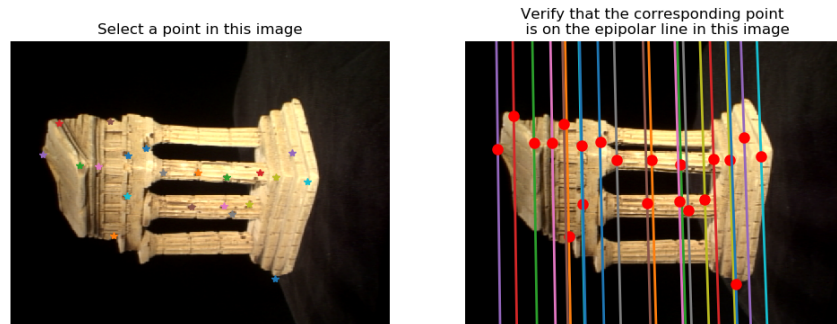 Select a point in this image
Verify that the corresponding point
is on the epipolar line in this image